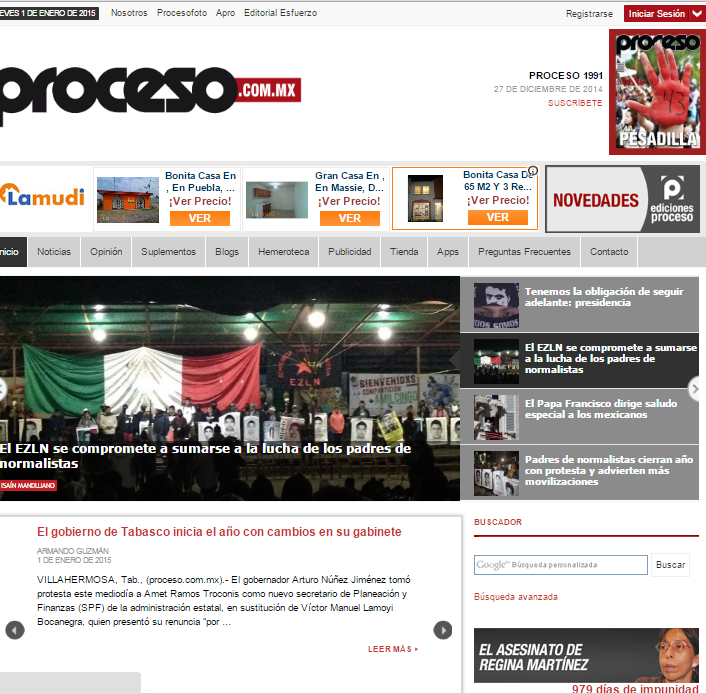 EVES 1 DE ENERO DE 2015 Nosotros Procesofoto Apro Editorial Esfuerzo Registrarse Iniciar Sesión
proceso
.COM.MX
PROCESO 1991
27 DE DICIEMBRE DE 2014
SUSCRÍBETE
proceso
43
LA
PESADILLA
Lamudi
Bonita Casa En
, En Puebla, ...
¡Ver Precio!
VER
Lamudi
Gran Casa En ,
En Massie, D...
¡Ver Precio!
VER
Bonita Casa De
65 M2 Y 3 Re...
¡Ver Precio!
VER
NOVEDADES
ediciones
proceso
nicio Noticias Opinión Suplementos Blogs Hemeroteca Publicidad Tienda Apps Preguntas Frecuentes Contacto
EZLN
BIENVENIDXS
COMPARTICIÓN
AMILCINGO
El EZLN se compromete a sumarse a la lucha de los padres de
normalistas
ISAÍN MANDUJANO
DOS SOMOS
Tenemos la obligación de seguir
adelante: presidencia
El EZLN se compromete a sumarse
a la lucha de los padres de
normalistas
El Papa Francisco dirige saludo
especial a los mexicanos
Padres de normalistas cierran año
con protesta y advierten más
movilizaciones
El gobierno de Tabasco inicia el año con cambios en su gabinete
ARMANDO GUZMÁN
1 DE ENERO DE 2015
VILLAHERMOSA, Tab., (proceso.com.mx).- El gobernador Arturo Núñez Jiménez tomó
protesta este mediodía a Amet Ramos Troconis como nuevo secretario de Planeación y
Finanzas (SPF) de la administración estatal, en sustitución de Víctor Manuel Lamoyi
Bocanegra, quien presentó su renuncia “por ...
LEER MÁS
BUSCADOR
Google™ Búsqueda personalizada Buscar
Búsqueda avanzada
EL ASESINATO DE
REGINA MARTÍNEZ
979 días de impunidad